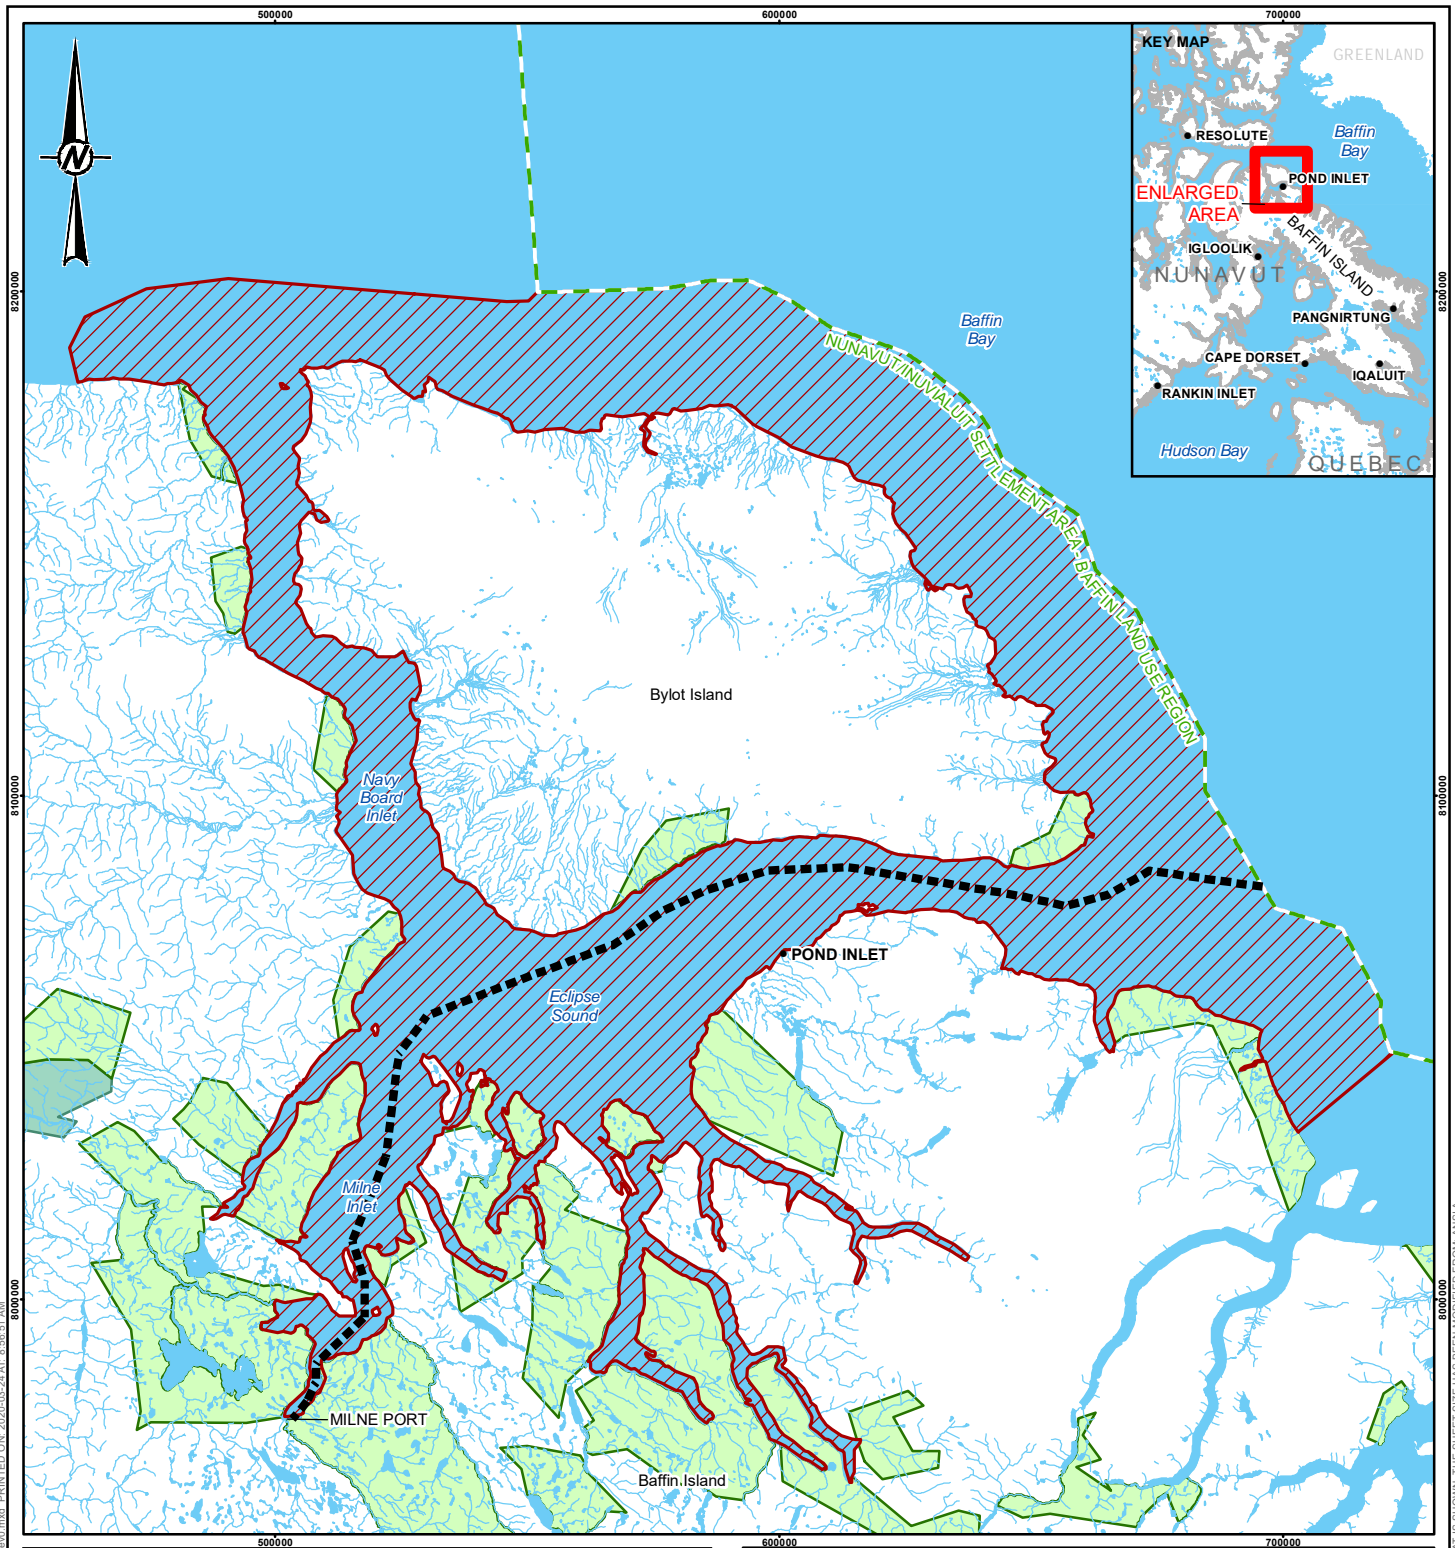 500000
600000
700000
N
KEY MAP
GREENLAND
RESOLUTE
Baffin
Bay
POND INLET
ENLARGED
AREA
BAFFIN ISLAND
IGLOOLIK
NUNAVUT
PANGNIRTUNG
CAPE DORSET
IQALUIT
RANKIN INLET
Hudson Bay
QUEBEC
8200000
8200000
Baffin
Bay
NUNAVUT/INUVIALUIT SETTLEMENT AREA - BAFFIN LAND USE REGION
Bylot Island
Navy
Board
Inlet
8100000
8100000
POND INLET
Eclipse
Sound
Milne
Inlet
8000000
8000000
MILNE PORT
Baffin Island
500000
600000
700000